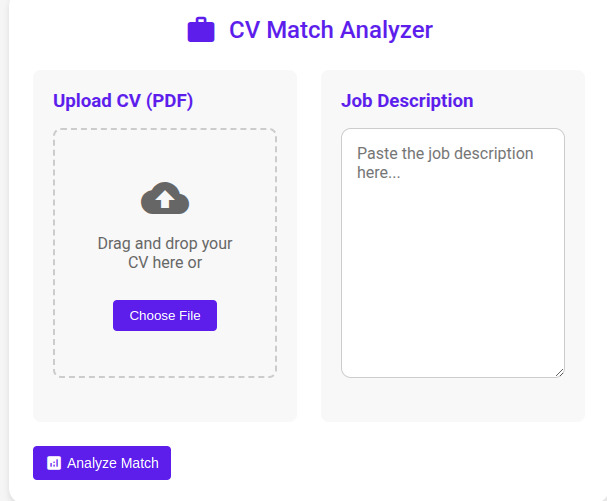 CV Match Analyzer
Upload CV (PDF)
Drag and drop your
CV here or
Choose File
Job Description
Paste the job description
here...
Analyze Match